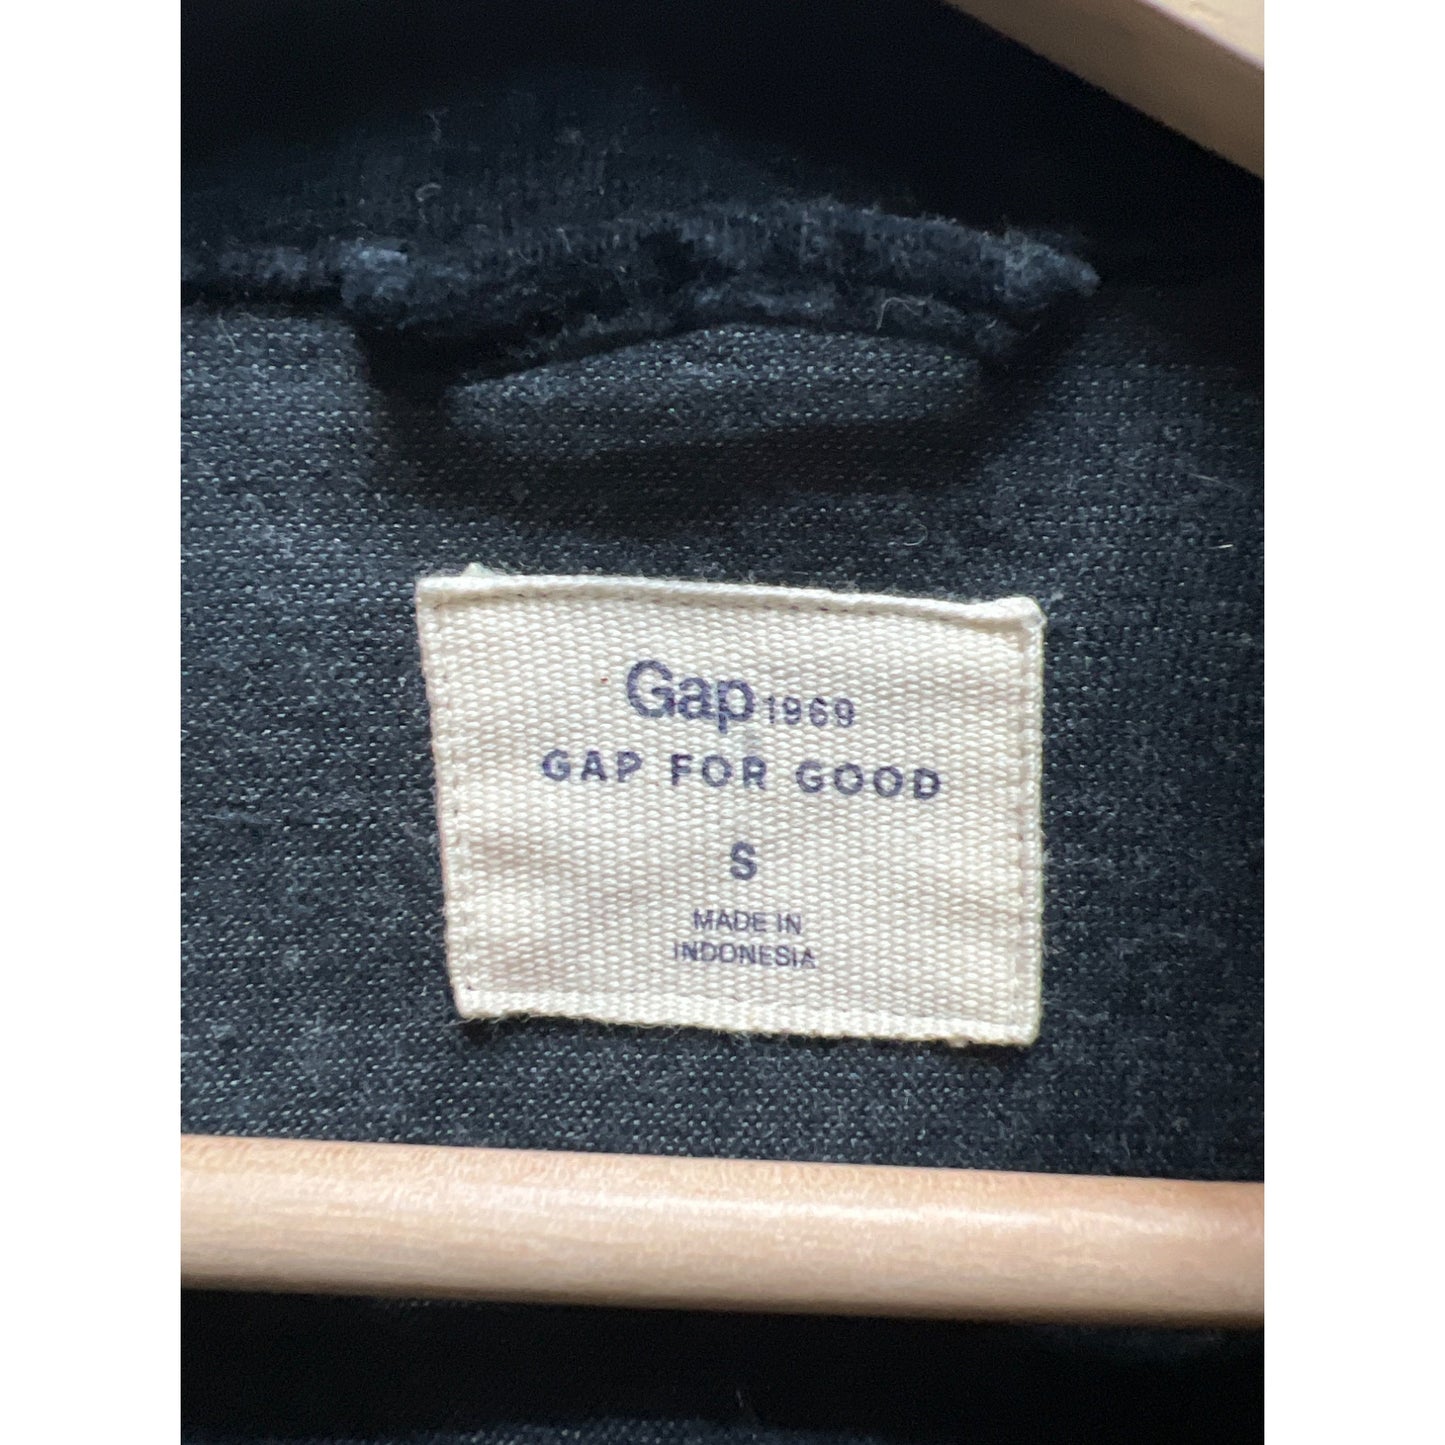 Gap 1969
GAP FOR GOOD
S
MADE IN
INDONESIA